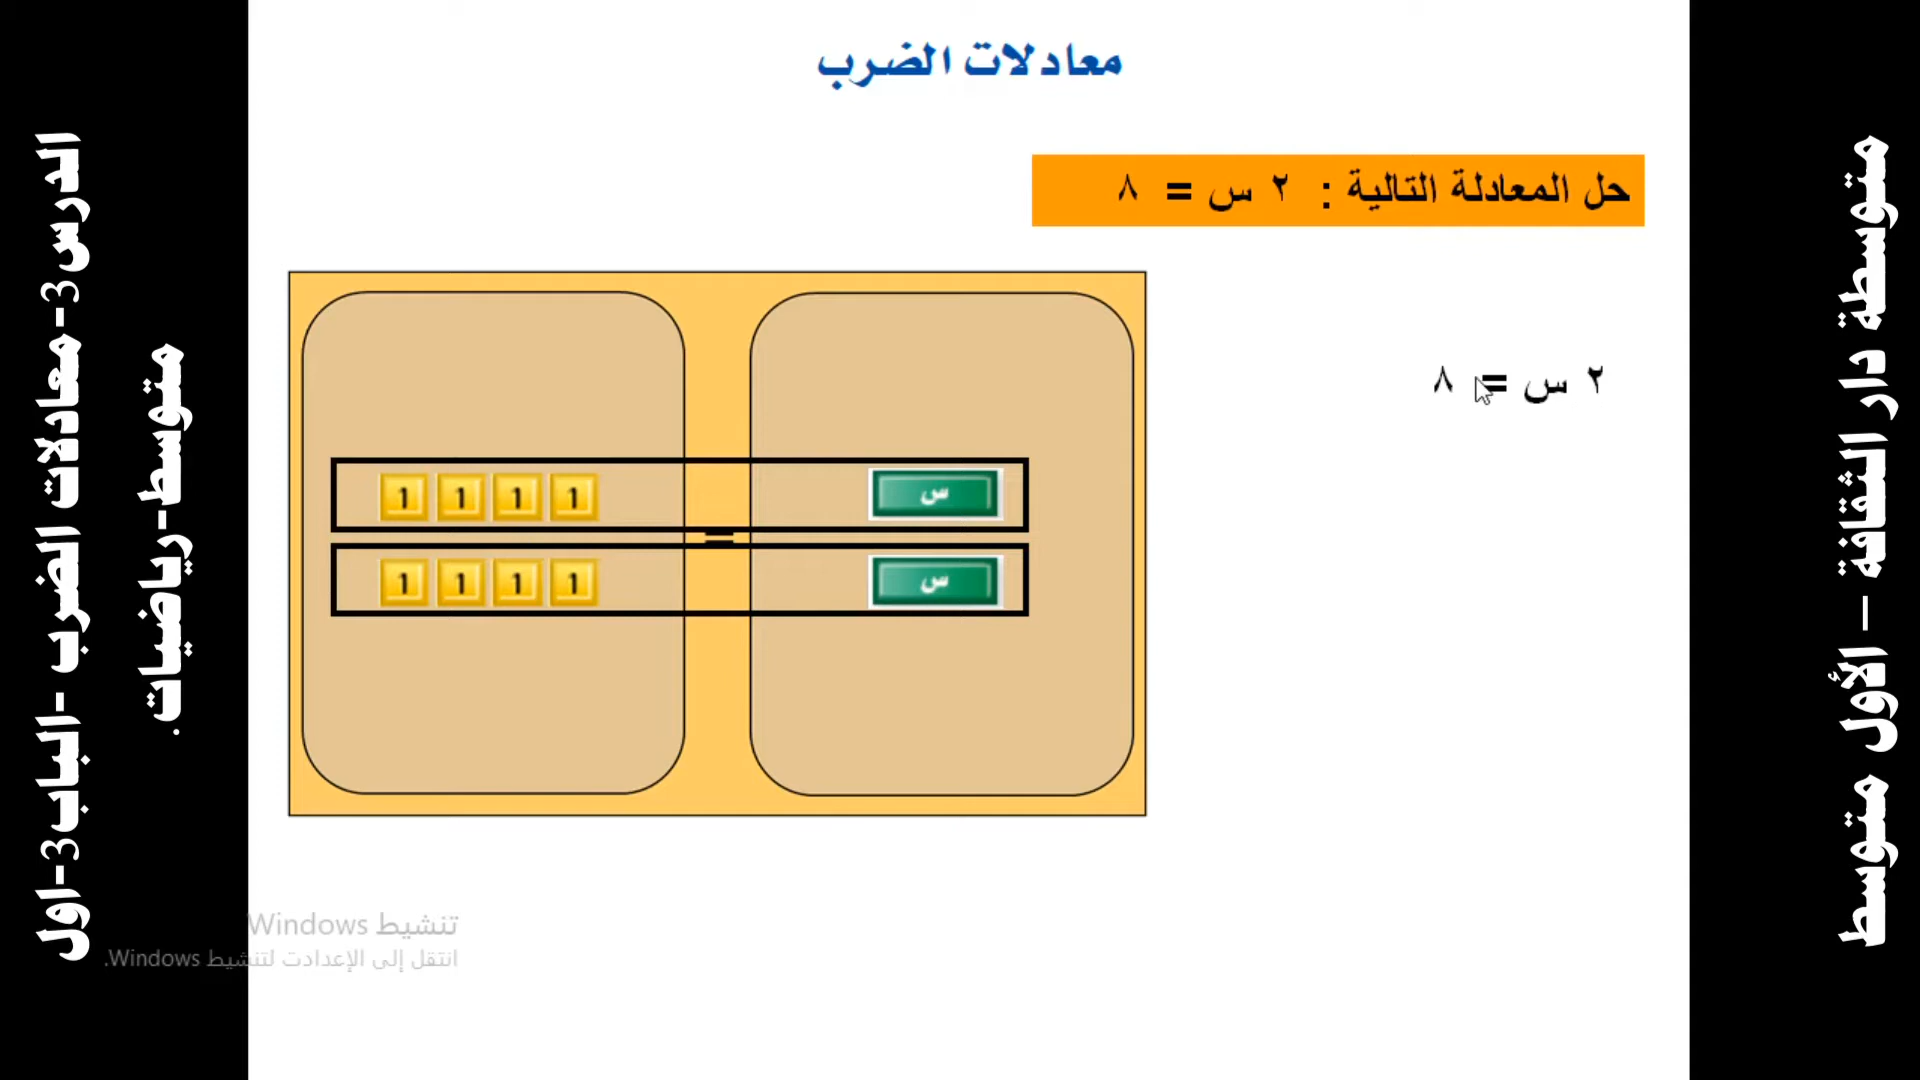 معادلات الضرب
حل المعادلة التالية : ٢ س = ٨
٢ س = ٨
1 1 1 1 س
=
1 1 1 1 س
متوسطة دار الثقافة – الأول متوسط
الدرس3-معادلات الضرب -الباب3-اول
متوسط-رياضيات.
تنشيط Windows
انتقل إلى الإعدادات لتنشيط Windows.